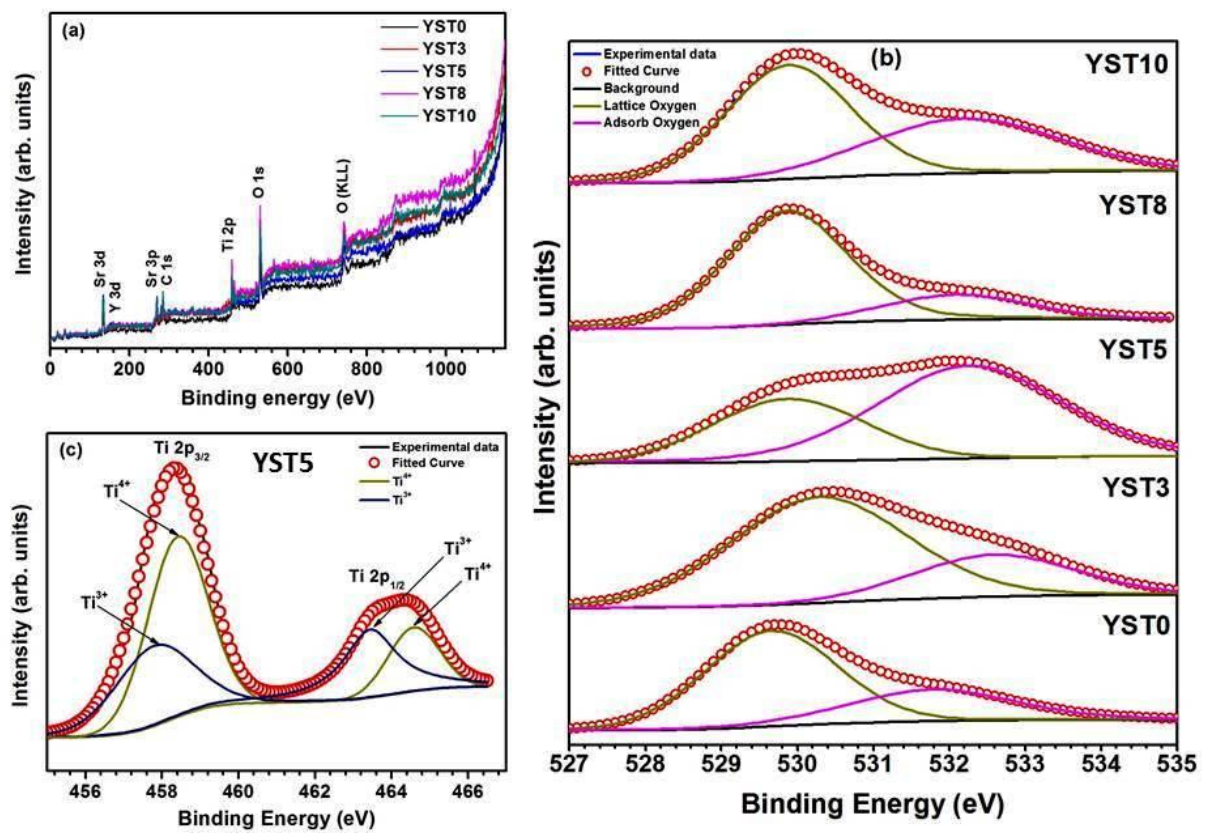 (a)
YST0
YST3
YST5
YST8
YST10
Sr 3d
Y 3d
Sr 3p
C 1s
Ti 2p
O 1s
O (KLL)
Intensity (arb. units)
0 200 400 600 800 1000
Binding energy (eV)
(c)
Ti 2p3/2
YST5
Experimental data
Fitted Curve
Ti4+
Ti3+
Ti4+
Ti3+
Ti 2p1/2
Ti3+
Ti4+
Intensity (arb. units)
456 458 460 462 464 466
Binding Energy (eV)
(b)
Experimental data
Fitted Curve
Background
Lattice Oxygen
Adsorb Oxygen
YST10
YST8
YST5
YST3
YST0
Intensity (arb. units)
527 528 529 530 531 532 533 534 535
Binding Energy (eV)